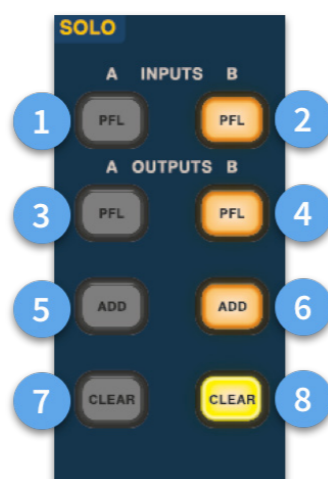 SOLO
A INPUTS B
1 PFL PFL 2
A OUTPUTS B
3 PFL PFL 4
5 ADD ADD 6
7 CLEAR CLEAR 8